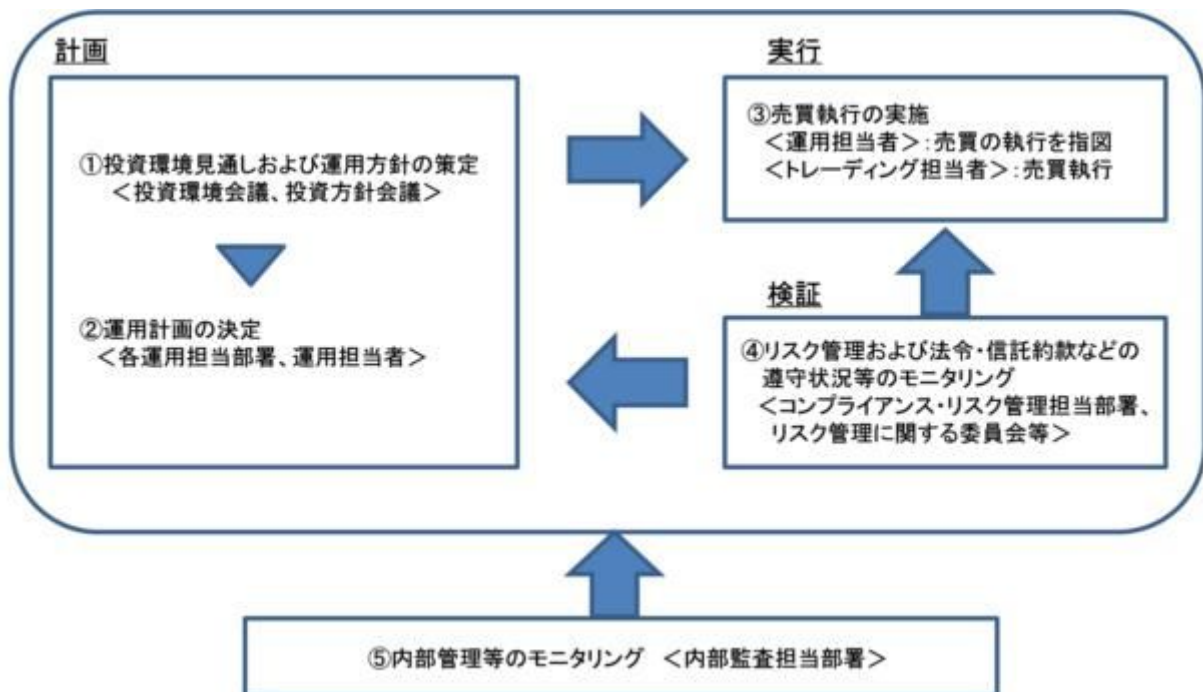 計画
①投資環境見通しおよび運用方針の策定
＜投資環境会議、投資方針会議＞
②運用計画の決定
＜各運用担当部署、運用担当者＞
実行
③売買執行の実施
＜運用担当者＞：売買の執行を指図
＜トレーディング担当者＞：売買執行
検証
④リスク管理および法令・信託約款などの
遵守状況等のモニタリング
＜コンプライアンス・リスク管理担当部署、
リスク管理に関する委員会等＞
⑤内部管理等のモニタリング ＜内部監査担当部署＞